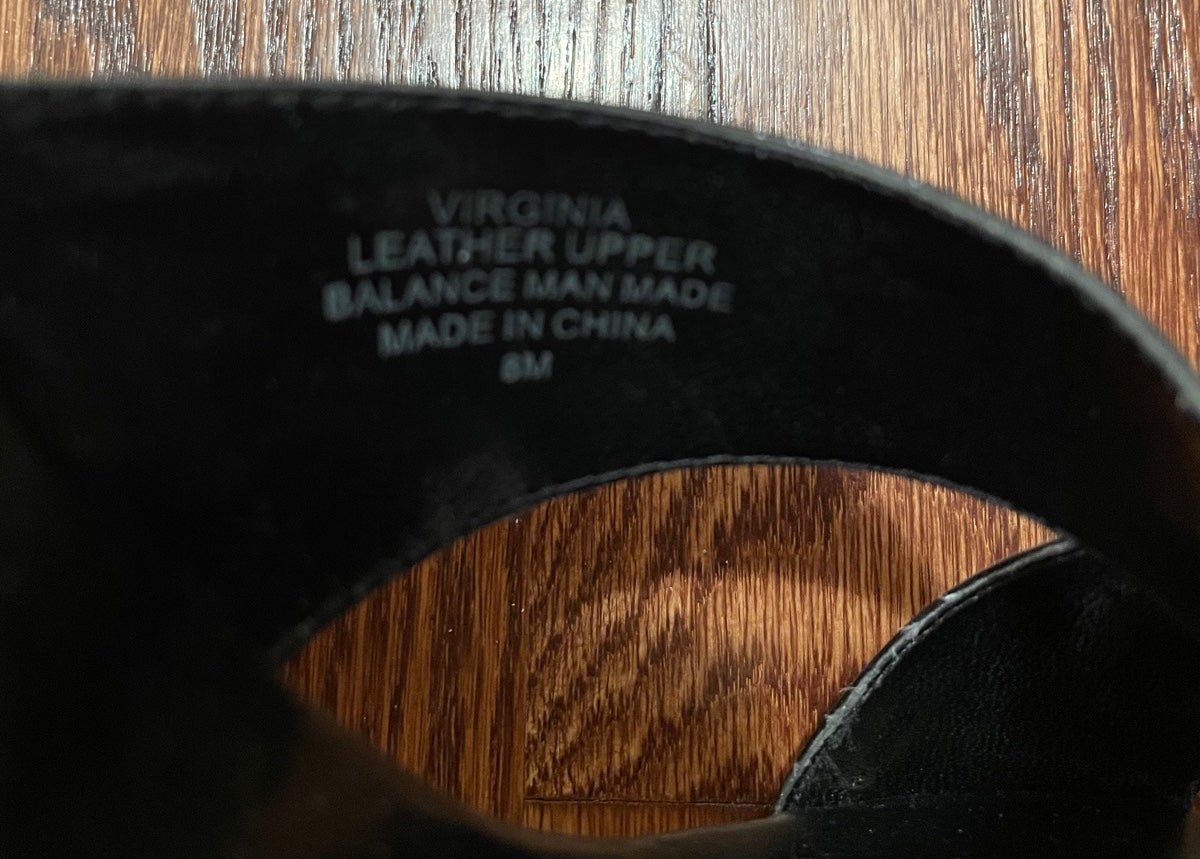 VIRGINIA
LEATHER UPPER
BALANCE MAN MADE
MADE IN CHINA
8M